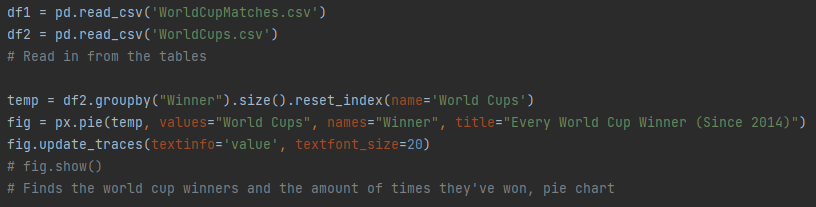 df1 = pd.read_csv('WorldCupMatches.csv')
df2 = pd.read_csv('WorldCups.csv')
# Read in from the tables
temp = df2.groupby("Winner").size().reset_index(name='World Cups')
fig = px.pie(temp, values="World Cups", names="Winner", title="Every World Cup Winner (Since 2014)")
fig.update_traces(textinfo='value', textfont_size=20)
# fig.show()
# Finds the world cup winners and the amount of times they've won, pie chart